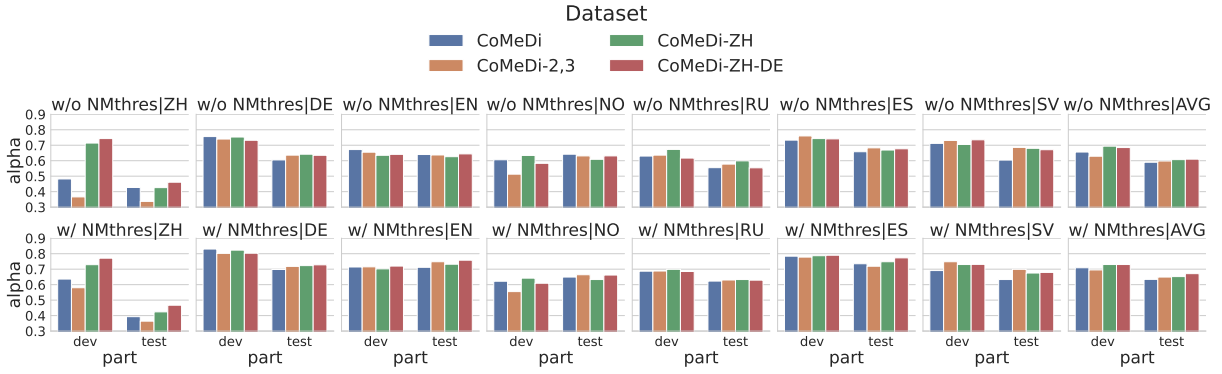 Dataset
CoMeDi
CoMeDi-ZH
CoMeDi-2,3
CoMeDi-ZH-DE
w/o NMthres|ZH w/o NMthres|DE w/o NMthres|EN w/o NMthres|NO w/o NMthres|RU w/o NMthres|ES w/o NMthres|SV w/o NMthres|AVG
0.9
0.8
0.7
0.6
0.5
0.4
0.3
alpha
w/ NMthres|ZH w/ NMthres|DE w/ NMthres|EN w/ NMthres|NO w/ NMthres|RU w/ NMthres|ES w/ NMthres|SV w/ NMthres|AVG
0.9
0.8
0.7
0.6
0.5
0.4
0.3
alpha
dev test dev test dev test dev test dev test dev test dev test dev test
part part part part part part part part